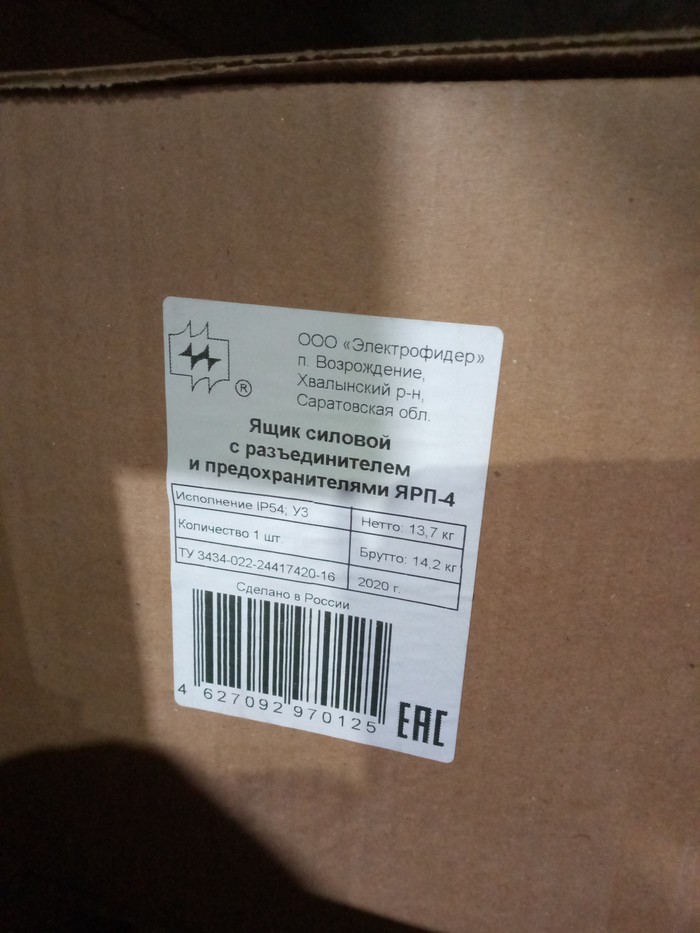 ®
ООО «Электрофидер»
п. Возрождение,
Хвалынский р-н,
Саратовская обл.
Ящик силовой
с разъединителем
и предохранителями ЯРП-4
Исполнение IP54; У3
Нетто: 13,7 кг
Количество 1 шт
Брутто: 14,2 кг
ТУ 3434-022-24417420-16
2020 г.
Сделано в России
4 627092 970125
EAC